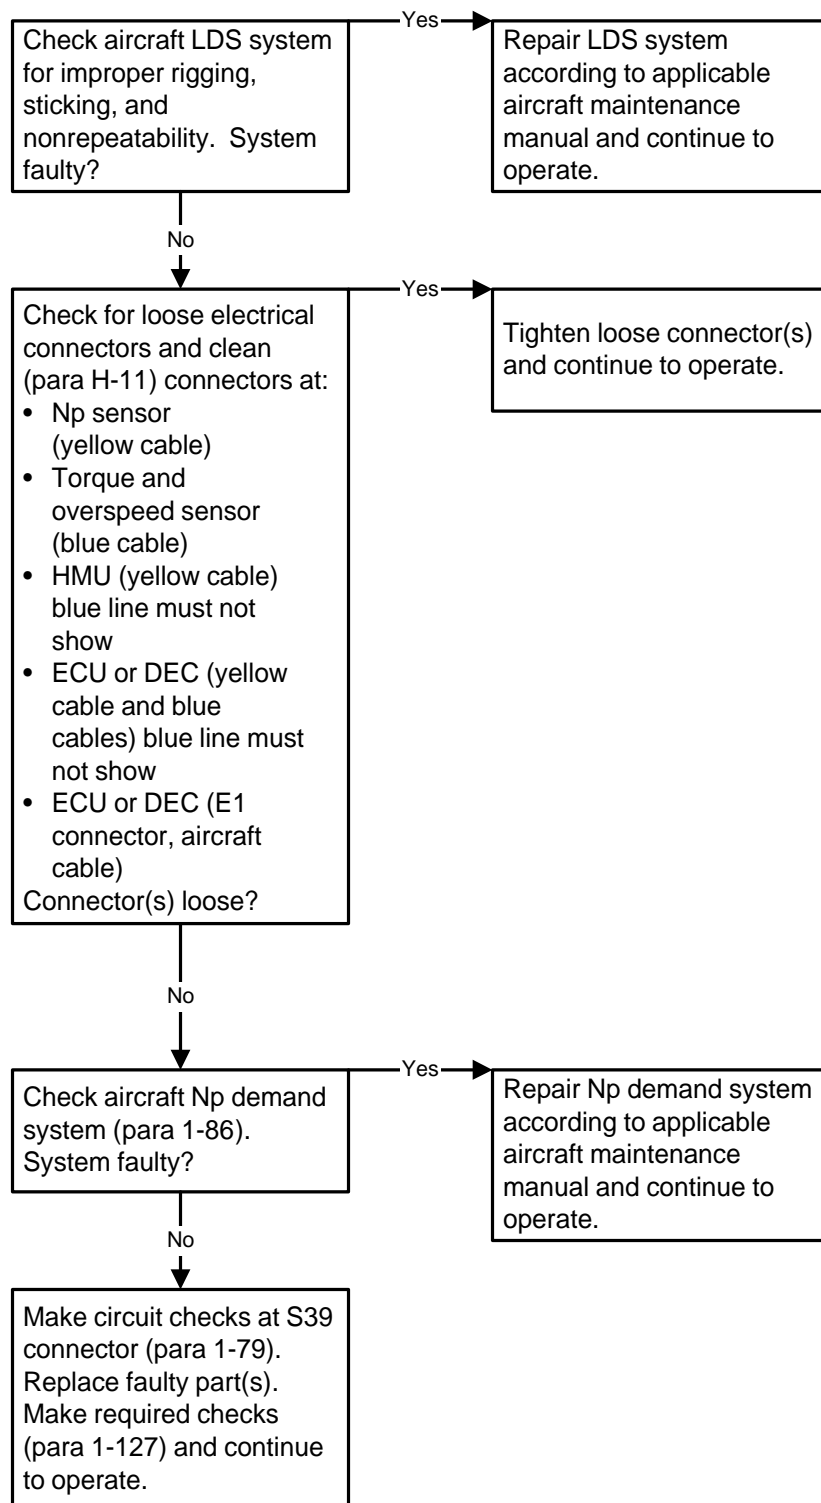 Check aircraft LDS system
for improper rigging,
sticking, and
nonrepeatability.  System
faulty?
Yes
Repair LDS system
according to applicable
aircraft maintenance
manual and continue to
operate.
No
Check for loose electrical
connectors and clean
(para H-11) connectors at:
• Np sensor
(yellow cable)
• Torque and
overspeed sensor
(blue cable)
• HMU (yellow cable)
blue line must not
show
• ECU or DEC (yellow
cable and blue
cables) blue line must
not show
• ECU or DEC (E1
connector, aircraft
cable)
Connector(s) loose?
Yes
Tighten loose connector(s)
and continue to operate.
No
Check aircraft Np demand
system (para 1-86).
System faulty?
Yes
Repair Np demand system
according to applicable
aircraft maintenance
manual and continue to
operate.
No
Make circuit checks at S39
connector (para 1-79).
Replace faulty part(s).
Make required checks
(para 1-127) and continue
to operate.